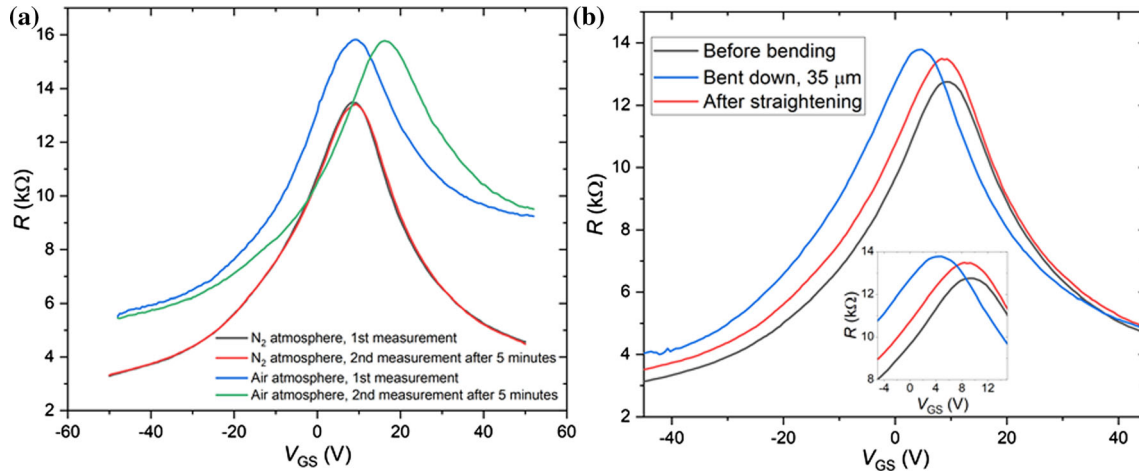 (a)
16
14
12
10
8
6
4
2
R (kΩ)
N₂ atmosphere, 1st measurement
N₂ atmosphere, 2nd measurement after 5 minutes
Air atmosphere, 1st measurement
Air atmosphere, 2nd measurement after 5 minutes
-60 -40 -20 0 20 40 60
V_GS (V)
(b)
Before bending
Bent down, 35 μm
After straightening
14
12
10
8
6
4
2
R (kΩ)
14
12
10
8
R (kΩ)
-4 0 4 8 12
V_GS (V)
-40 -20 0 20 40
V_GS (V)